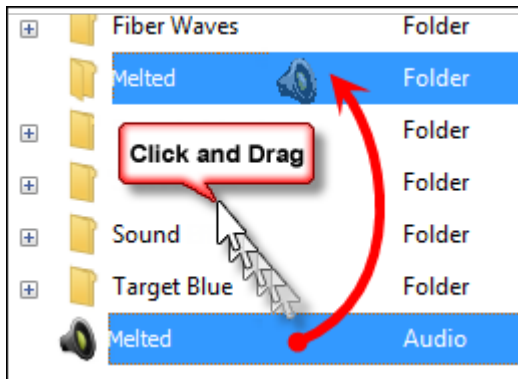 Fiber Waves Folder
Melted Folder
Folder
Click and Drag
Folder
Sound Folder
Target Blue Folder
Melted Audio